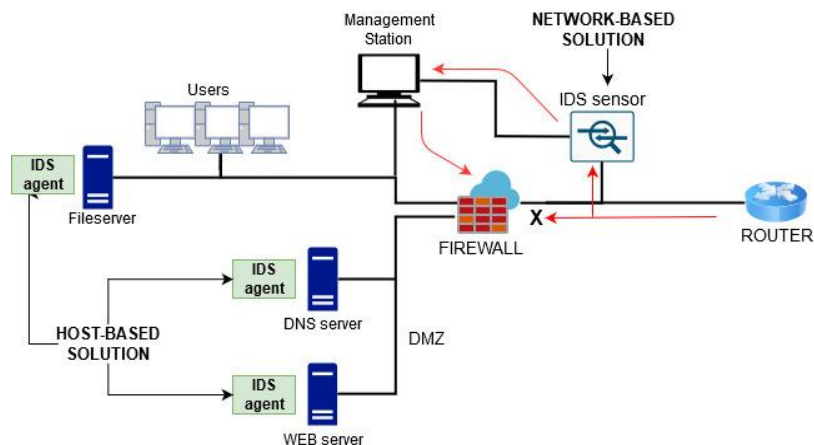 Management
Station
NETWORK-BASED
SOLUTION
IDS sensor
Users
IDS
agent
Fileserver
X
FIREWALL
ROUTER
IDS
agent
DNS server
HOST-BASED
SOLUTION
DMZ
IDS
agent
WEB server